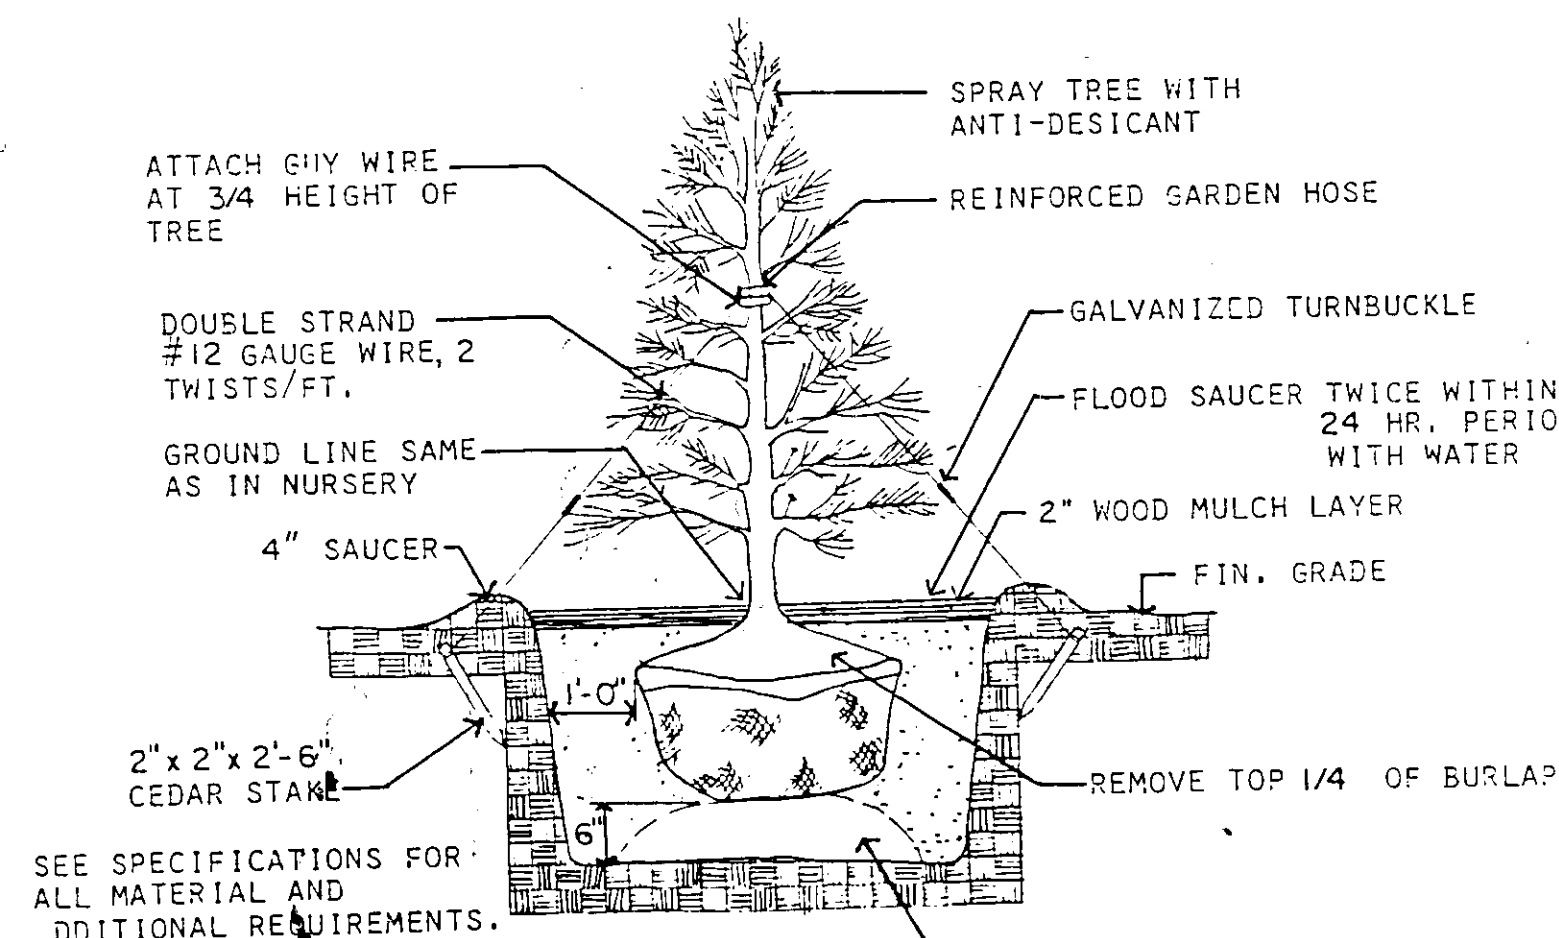 SPRAY TREE WITH
ANTI-DESICANT
ATTACH GUY WIRE
AT 3/4 HEIGHT OF
TREE
REINFORCED GARDEN HOSE
DOUBLE STRAND
#12 GAUGE WIRE, 2
TWISTS/FT.
GALVANIZED TURNBUCKLE
FLOOD SAUCER TWICE WITHIN
24 HR. PERIO
WITH WATER
GROUND LINE SAME
AS IN NURSERY
2" WOOD MULCH LAYER
4" SAUCER
FIN. GRADE
1'-0"
2" x 2" x 2'-6"
CEDAR STAKE
REMOVE TOP 1/4 OF BURLAP
6"
SEE SPECIFICATIONS FOR
ALL MATERIAL AND
DDITIONAL REQUIREMENTS.